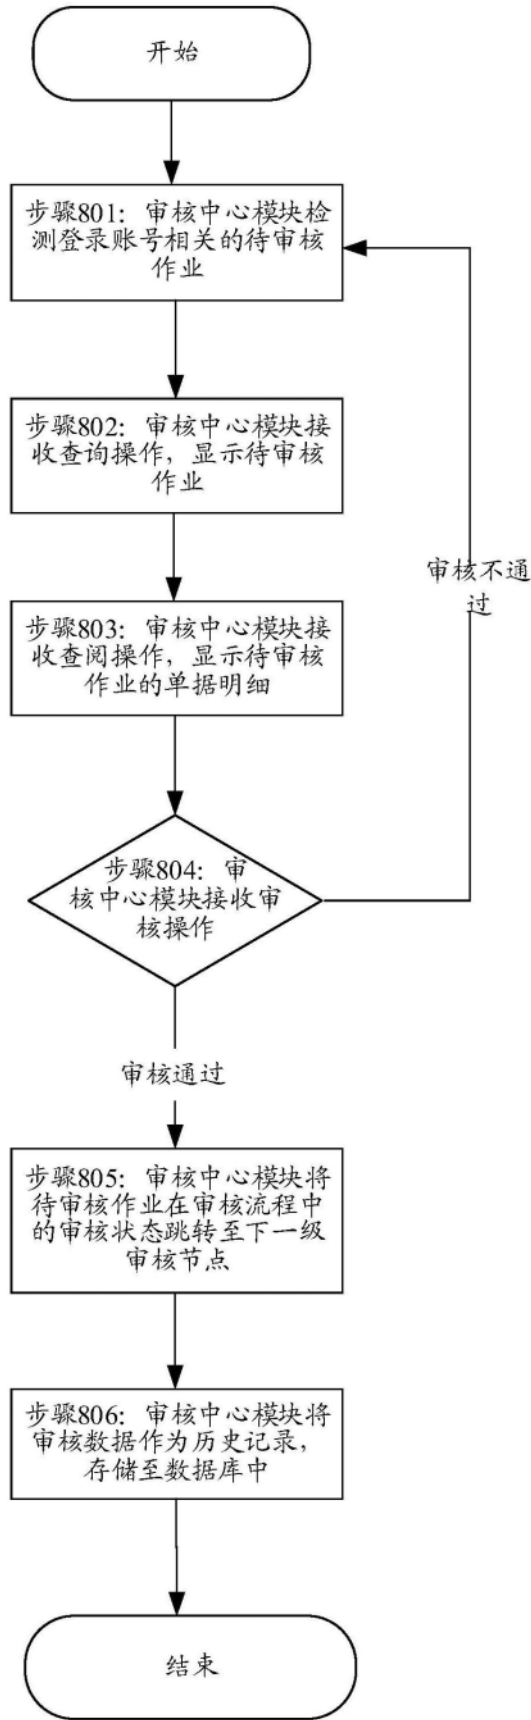 开始
步骤801：审核中心模块检
测登录账号相关的待审核
作业
步骤802：审核中心模块接
收查询操作，显示待审核
作业
审核不通
过
步骤803：审核中心模块接
收查阅操作，显示待审核
作业的单据明细
步骤804：审
核中心模块接收审
核操作
审核通过
步骤805：审核中心模块将
待审核作业在审核流程中
的审核状态跳转至下一级
审核节点
步骤806：审核中心模块将
审核数据作为历史记录，
存储至数据库中
结束